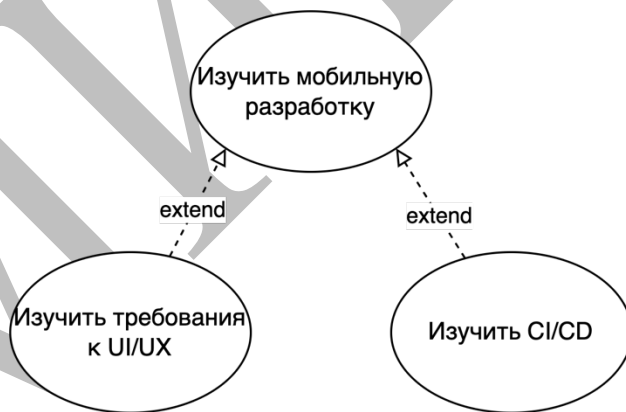 Изучить мобильную
разработку
extend
extend
Изучить требования
к UI/UX
Изучить CI/CD